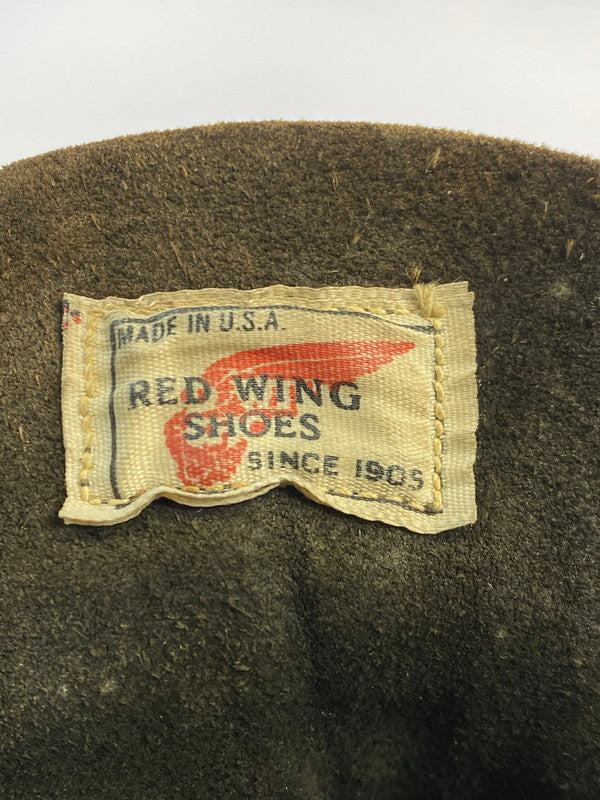 MADE IN U.S.A.
RED WING
SHOES
SINCE 1905